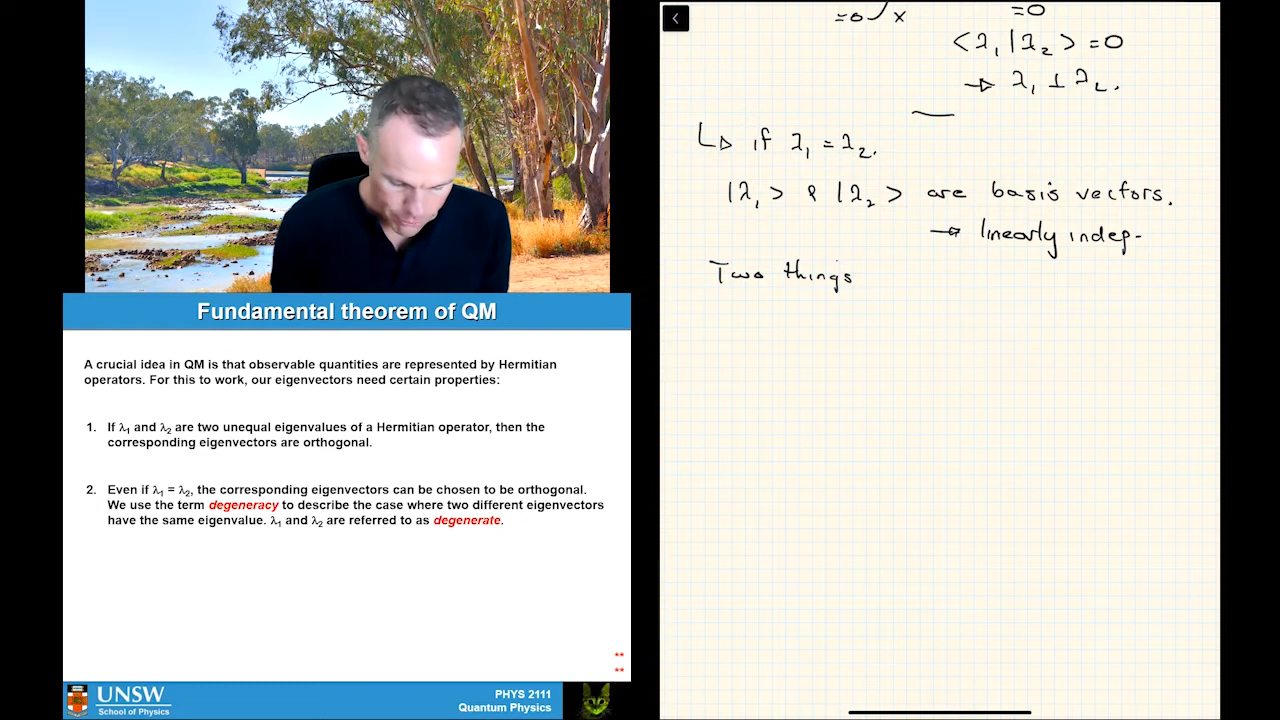 Fundamental theorem of QM
A crucial idea in QM is that observable quantities are represented by Hermitian
operators. For this to work, our eigenvectors need certain properties:
1. If λ₁ and λ₂ are two unequal eigenvalues of a Hermitian operator, then the
corresponding eigenvectors are orthogonal.
2. Even if λ₁ = λ₂, the corresponding eigenvectors can be chosen to be orthogonal.
We use the term degeneracy to describe the case where two different eigenvectors
have the same eigenvalue. λ₁ and λ₂ are referred to as degenerate.
**
**
UNSW
School of Physics
PHYS 2111
Quantum Physics
=0 x =0
<λ₁|λ₂> =0
→ λ₁ ⊥ λ₂.
↳ if λ₁ = λ₂.
|λ₁> & |λ₂> are basis vectors.
→ linearly indep.
Two things